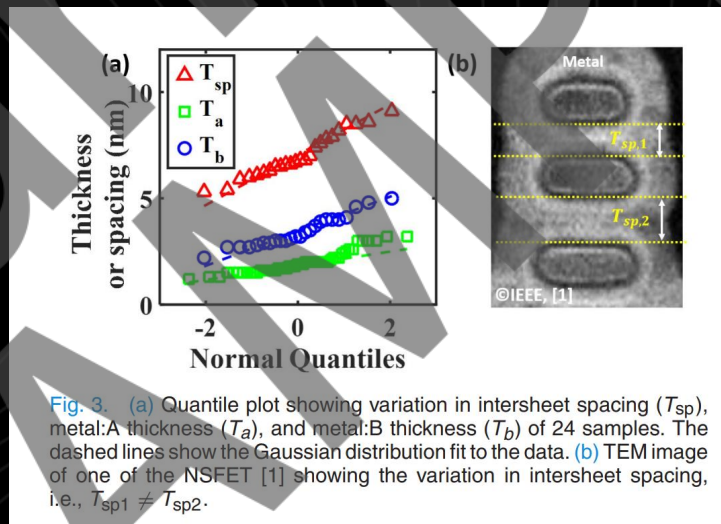 (a)
T_sp
T_a
T_b
Thickness
or spacing (nm)
10
5
0
-2 0 2
Normal Quantiles
(b)
Metal
T_sp,1
T_sp,2
©IEEE, [1]
Fig. 3. (a) Quantile plot showing variation in intersheet spacing (T_sp),
metal:A thickness (T_a), and metal:B thickness (T_b) of 24 samples. The
dashed lines show the Gaussian distribution fit to the data. (b) TEM image
of one of the NSFET [1] showing the variation in intersheet spacing,
i.e., T_sp1 ≠ T_sp2.